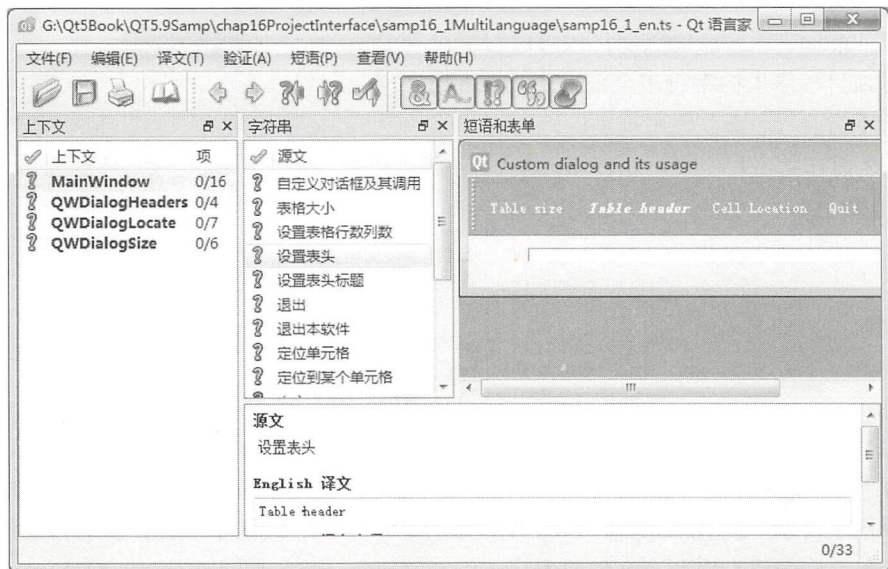 G:\Qt5Book\QT5.9Samp\chap16ProjectInterface\samp16_1MultiLanguage\samp16_1_en.ts - Qt 语言家
文件(F) 编辑(E) 译文(T) 验证(A) 短语(P) 查看(V) 帮助(H)
上下文
上下文 项
MainWindow 0/16
QWDialogHeaders 0/4
QWDialogLocate 0/7
QWDialogSize 0/6
字符串
源文
自定义对话框及其调用
表格大小
设置表格行数列数
设置表头
设置表头标题
退出
退出本软件
定位单元格
定位到某个单元格
短语和表单
Qt Custom dialog and its usage
Table size Table header Cell Location Quit
源文
设置表头
English 译文
Table header
0/33